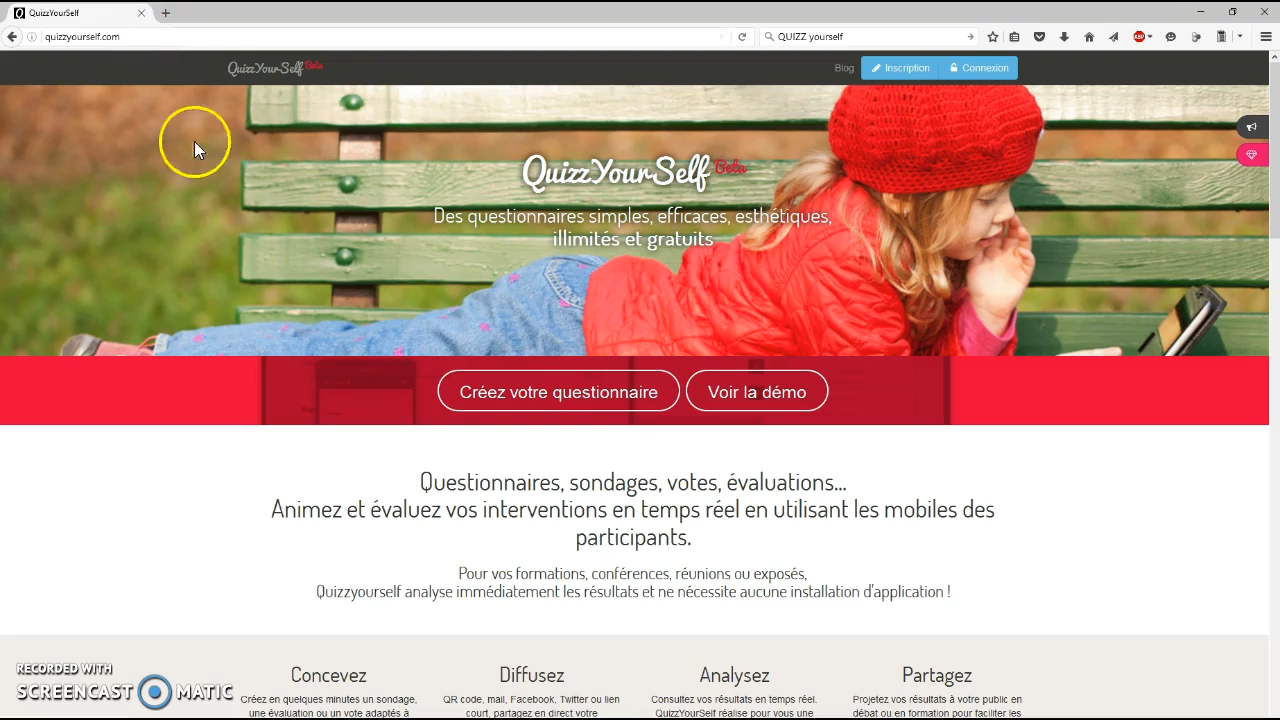 QuizzYourSelf
quizzyourself.com
QUIZZ yourself
ABP
QuizzYourSelf Beta
Blog
Inscription
Connexion
QuizzYourSelf Beta
Des questionnaires simples, efficaces, esthétiques,
illimités et gratuits
Créez votre questionnaire
Voir la démo
Questionnaires, sondages, votes, évaluations...
Animez et évaluez vos interventions en temps réel en utilisant les mobiles des
participants.
Pour vos formations, conférences, réunions ou exposés,
Quizzyourself analyse immédiatement les résultats et ne nécessite aucune installation d'application !
RECORDED WITH
SCREENCAST MATIC
Concevez
Créez en quelques minutes un sondage,
une évaluation ou un vote adaptés à
Diffusez
QR code, mail, Facebook, Twitter ou lien
court, partagez en direct votre
Analysez
Consultez vos résultats en temps réel.
QuizzYourSelf réalise pour vous une
Partagez
Projetez vos résultats à votre public en
débat ou en formation pour faciliter les